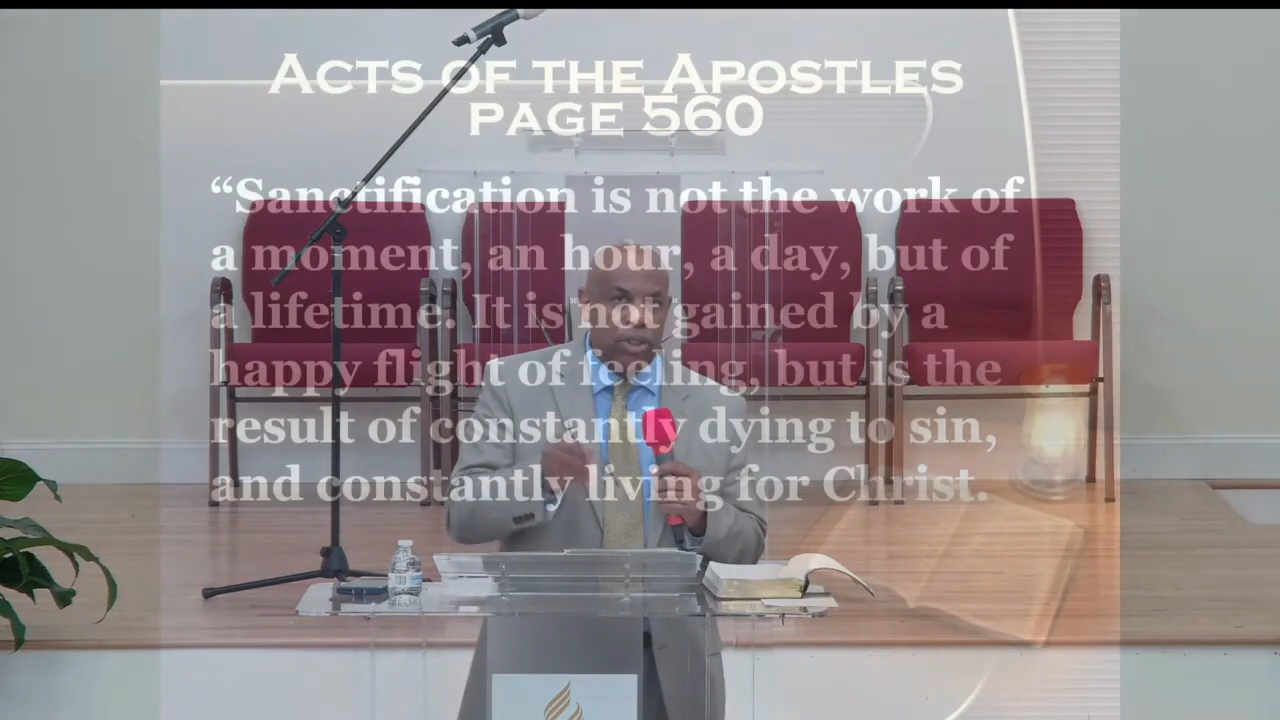 ACTS OF THE APOSTLES
PAGE 560
“Sanctification is not the work of
a moment, an hour, a day, but of
a lifetime. It is not gained by a
happy flight of feeling, but is the
result of constantly dying to sin,
and constantly living for Christ.